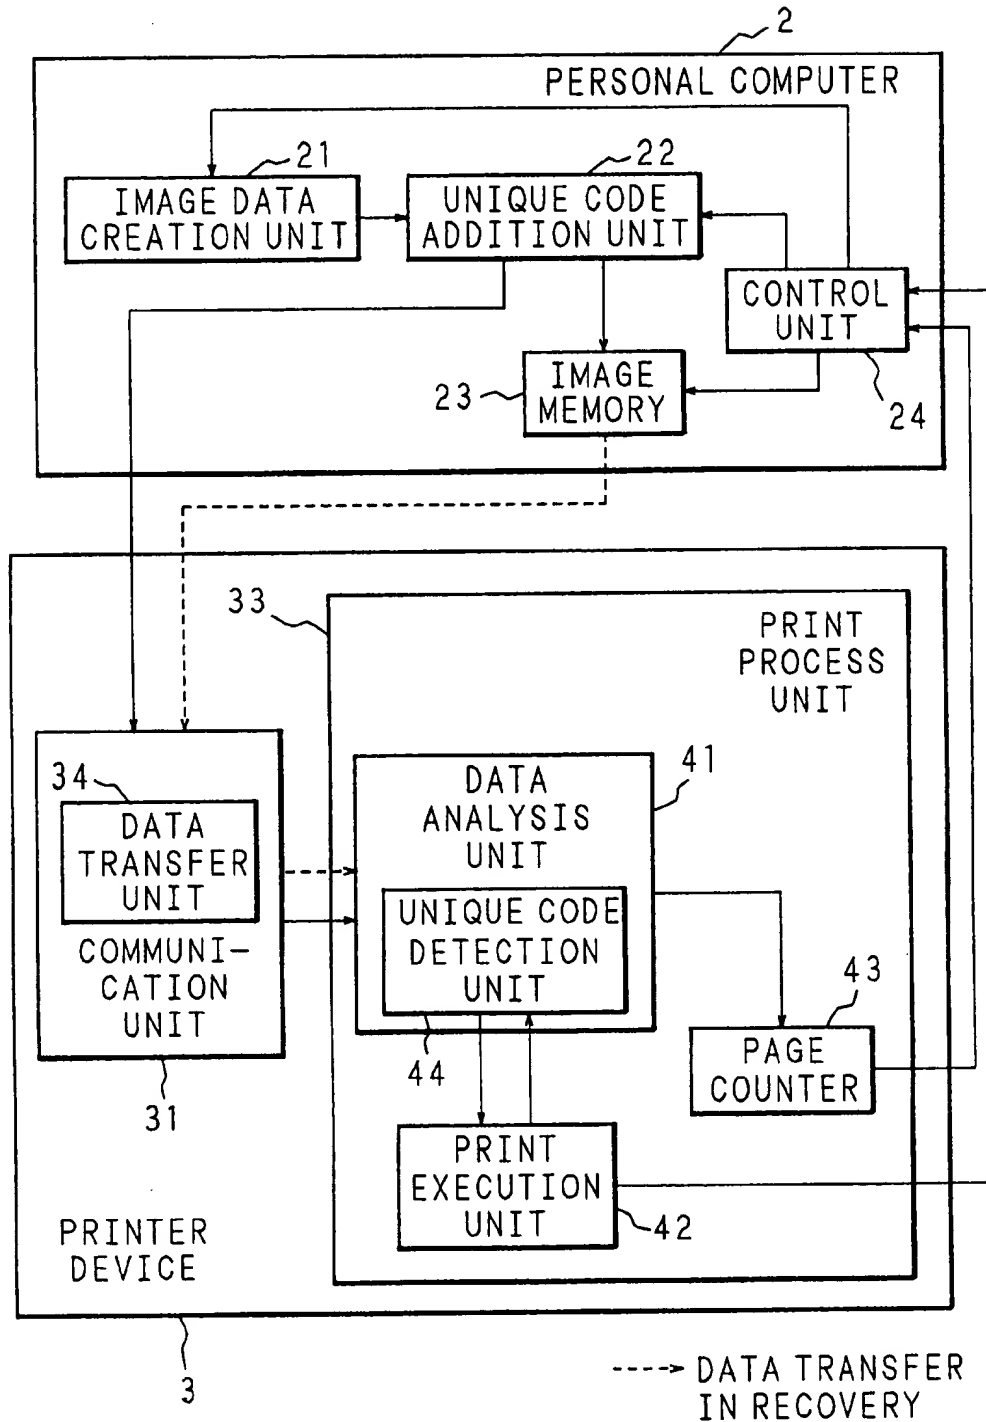 2
PERSONAL COMPUTER
21
IMAGE DATA
CREATION UNIT
22
UNIQUE CODE
ADDITION UNIT
CONTROL
UNIT
24
23
IMAGE
MEMORY
33
PRINT
PROCESS
UNIT
34
DATA
TRANSFER
UNIT
COMMUNI-
CATION
UNIT
31
41
DATA
ANALYSIS
UNIT
UNIQUE CODE
DETECTION
UNIT
44
43
PAGE
COUNTER
PRINT
EXECUTION
UNIT
42
PRINTER
DEVICE
3
DATA TRANSFER
IN RECOVERY